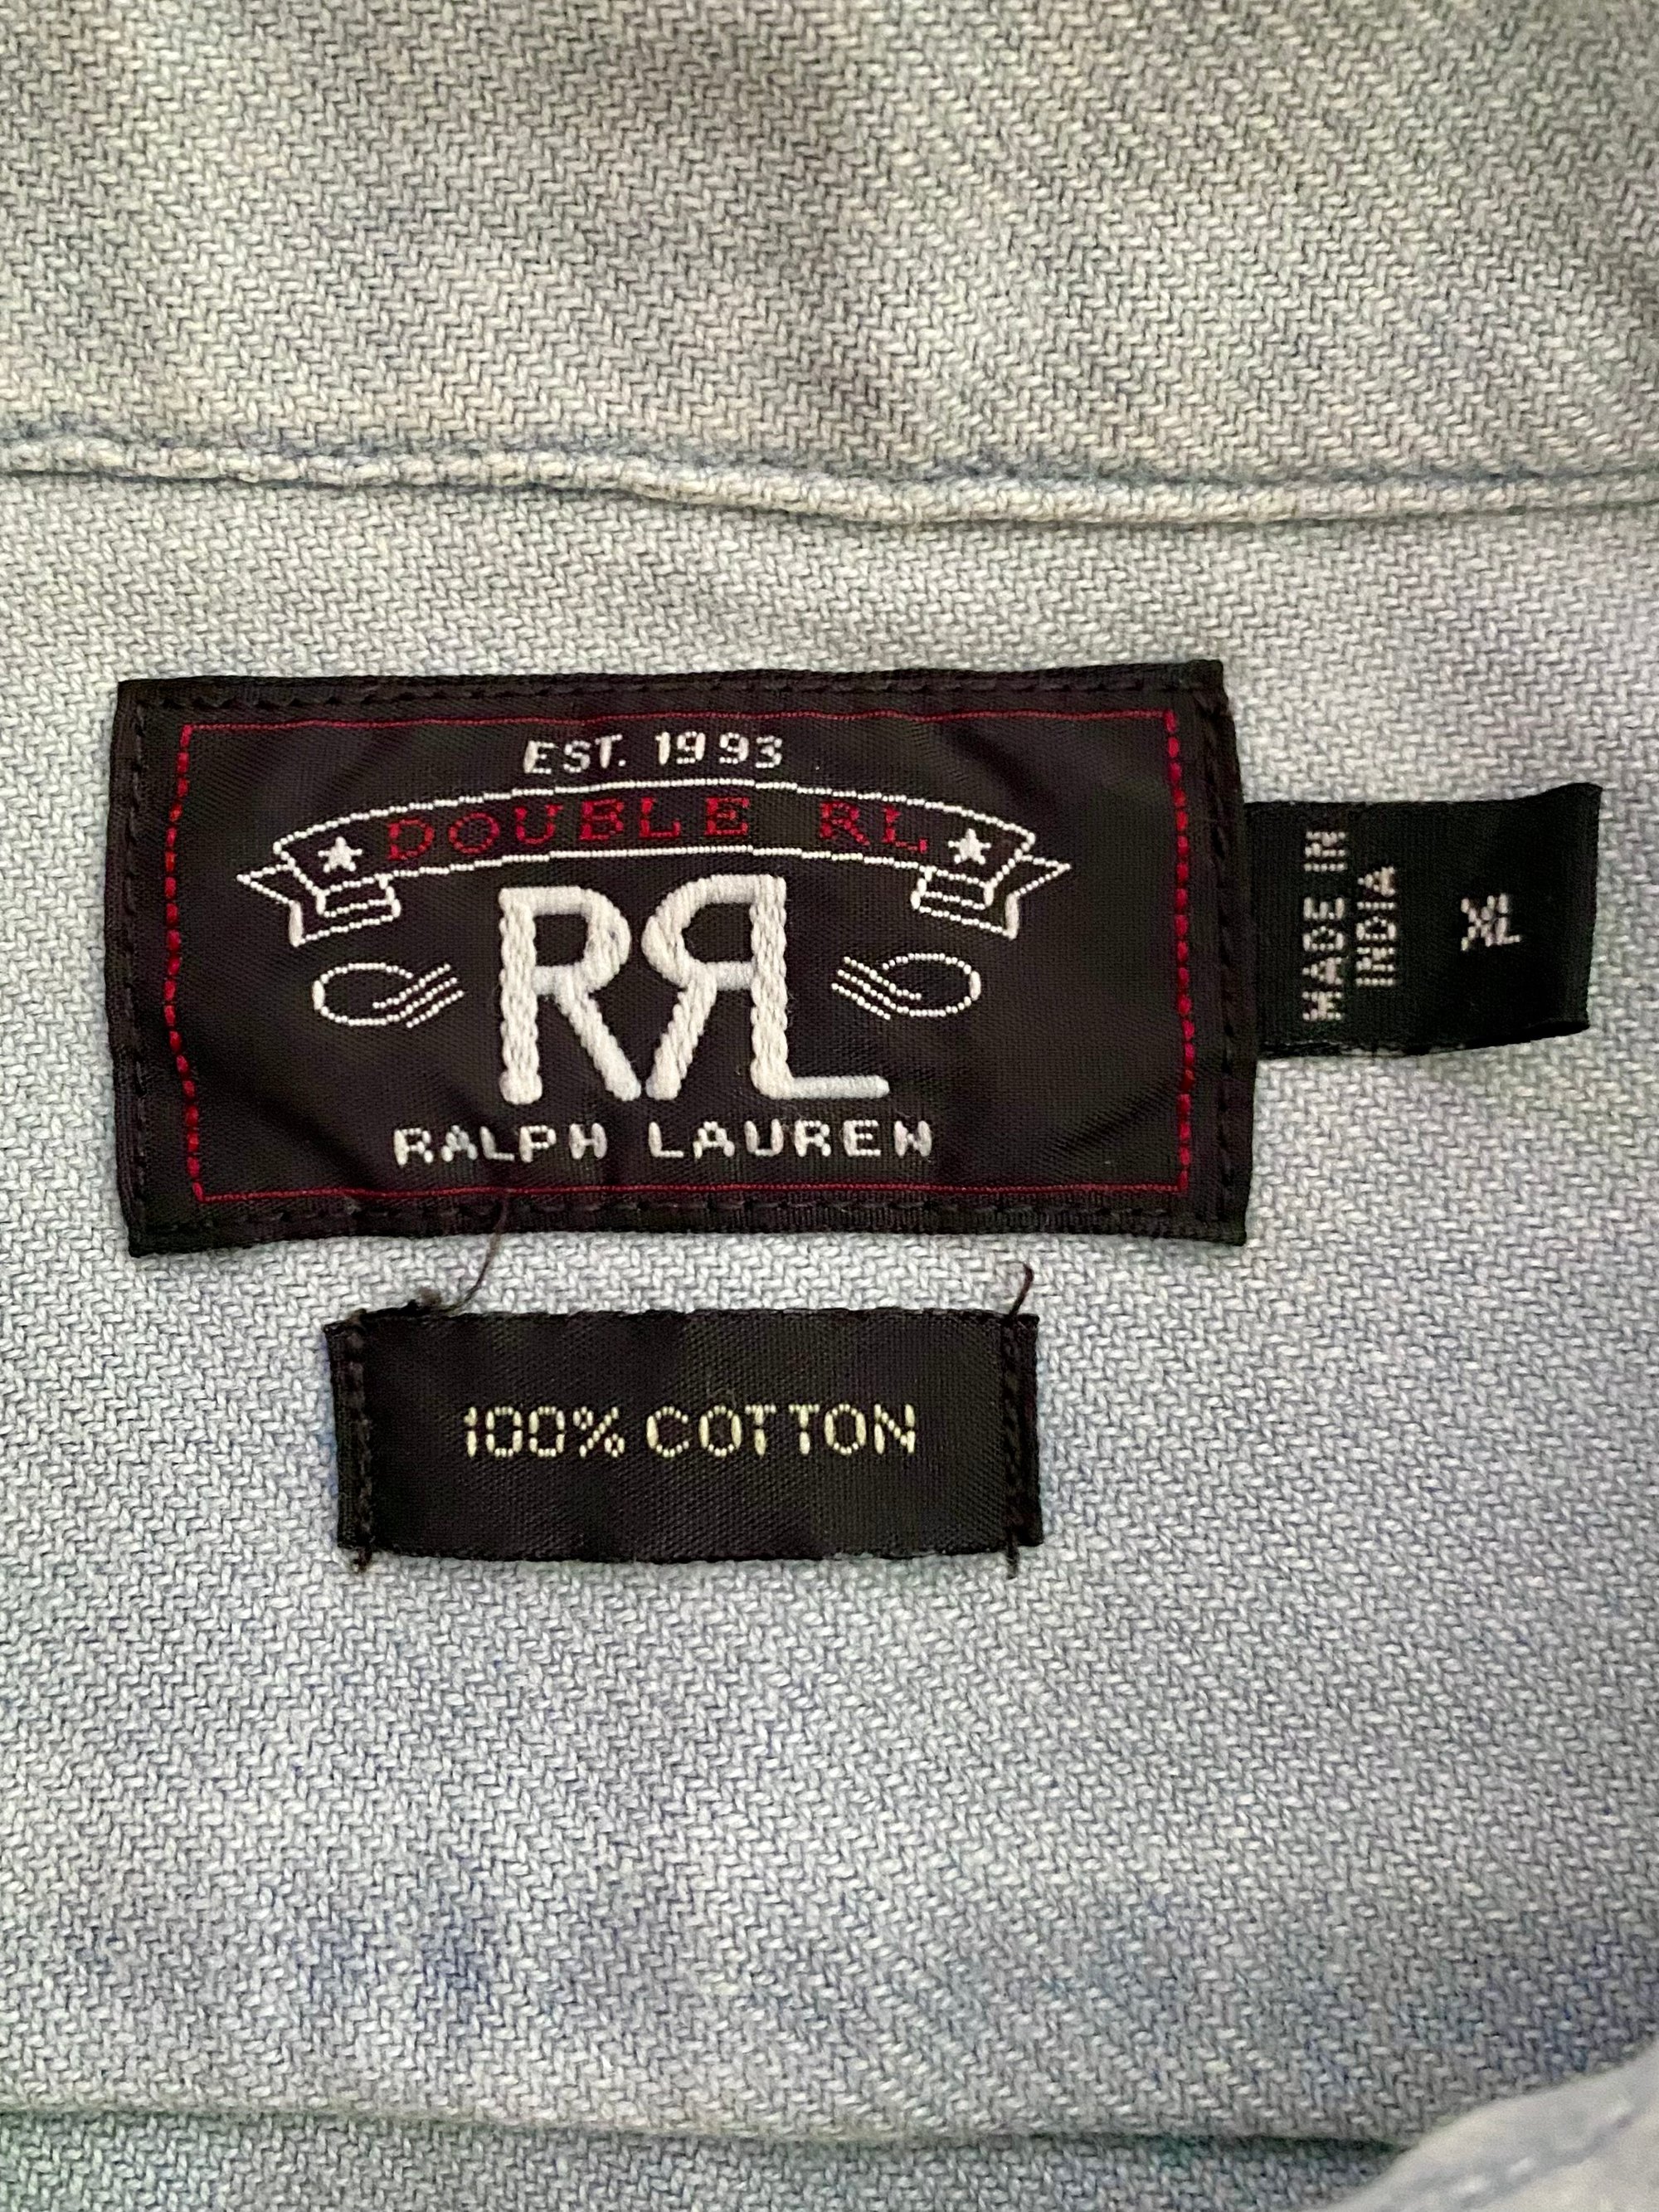 EST. 1993
DOUBLE RL
RRL
RALPH LAUREN
MADE IN
INDIA
XL
100% COTTON